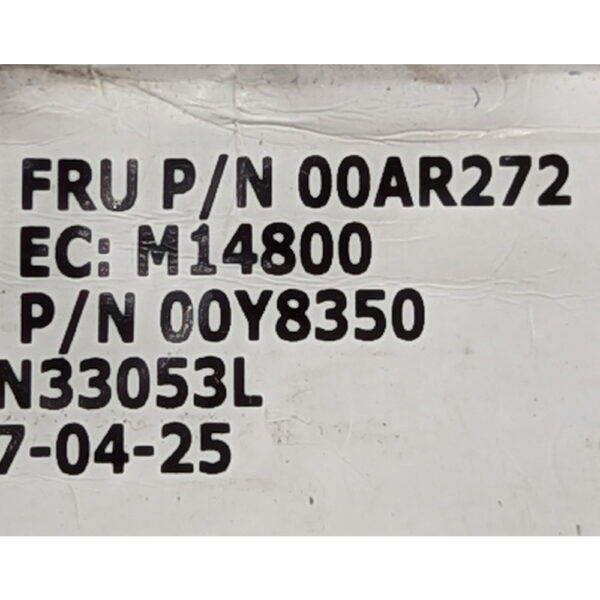 FRU P/N 00AR272
EC: M14800
P/N 00Y8350
N33053L
7-04-25